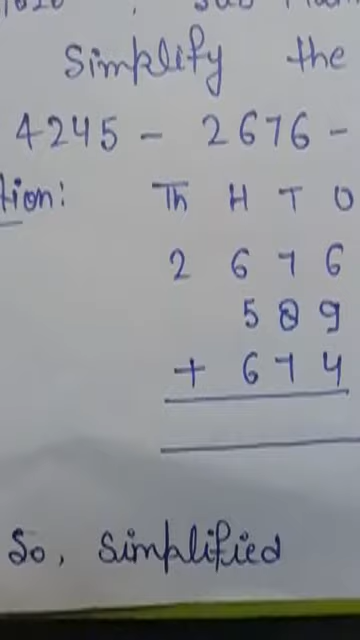 Simplify the
4245 - 2676 -
tion: Th H T O
2 6 7 6
5 8 9
+ 6 7 4
So, Simplified